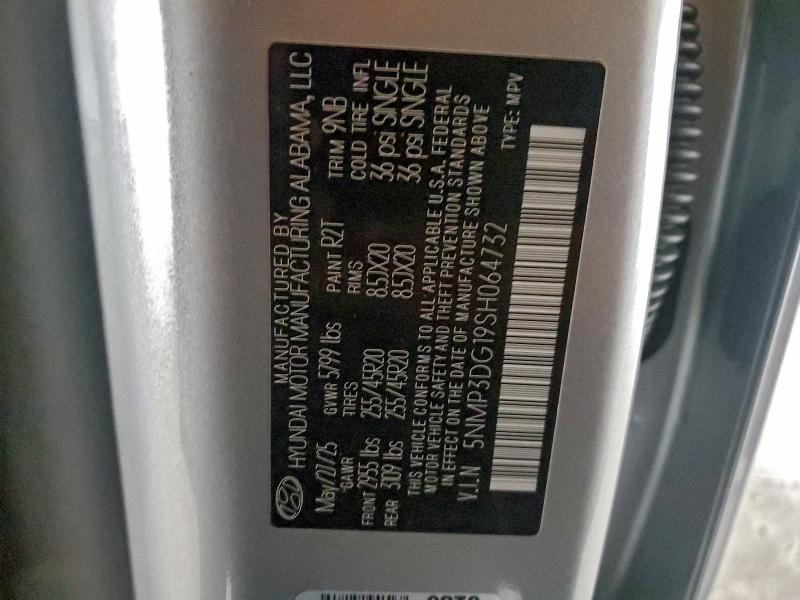 MANUFACTURED BY
HYUNDAI MOTOR MANUFACTURING ALABAMA, LLC
May/27/25 GVWR 5799 lbs PAINT R2T TRIM 9NB
GAWR TIRES RIMS COLD TIRE INFL
FRONT 2955 lbs 255/45R20 8.5JX20 36 psi SINGLE
REAR 3109 lbs 255/45R20 8.5JX20 36 psi SINGLE
THIS VEHICLE CONFORMS TO ALL APPLICABLE U.S.A. FEDERAL
MOTOR VEHICLE SAFETY AND THEFT PREVENTION STANDARDS
IN EFFECT ON THE DATE OF MANUFACTURE SHOWN ABOVE
V.I.N 5NMP3DG19SH064732 TYPE: MPV